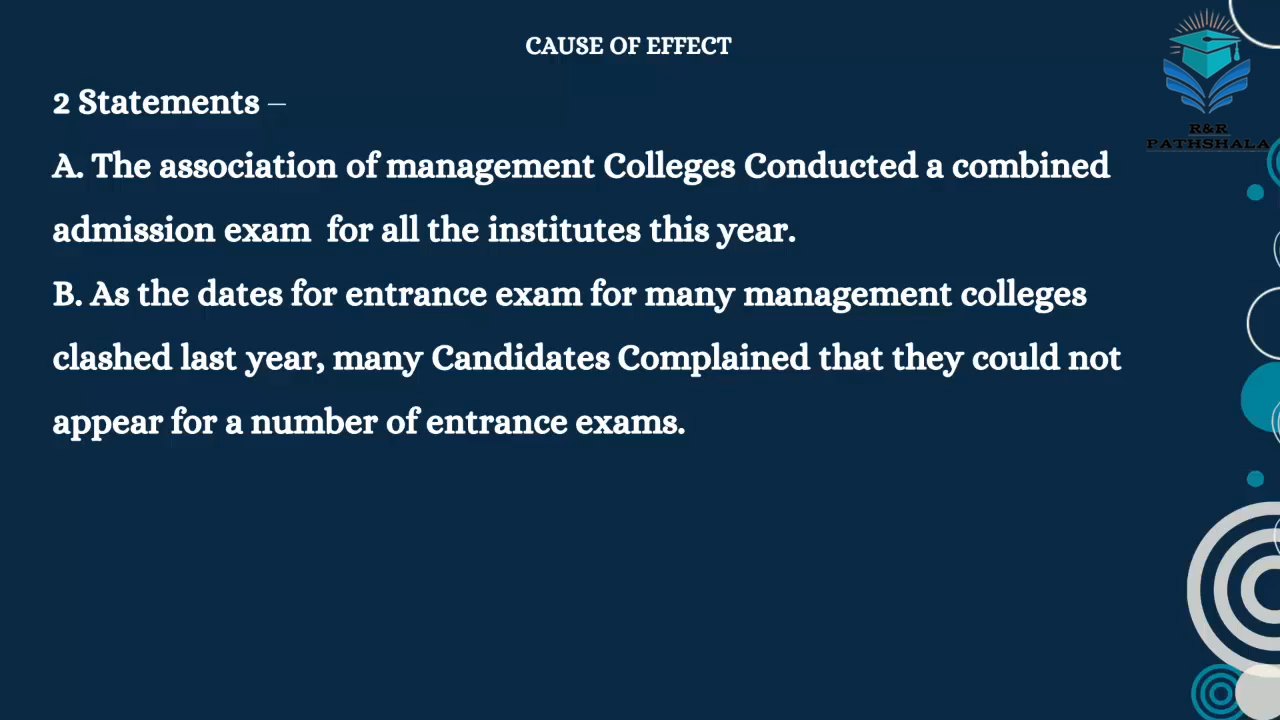 CAUSE OF EFFECT
2 Statements –
A. The association of management Colleges Conducted a combined
admission exam for all the institutes this year.
B. As the dates for entrance exam for many management colleges
clashed last year, many Candidates Complained that they could not
appear for a number of entrance exams.
R&R
PATHSHALA